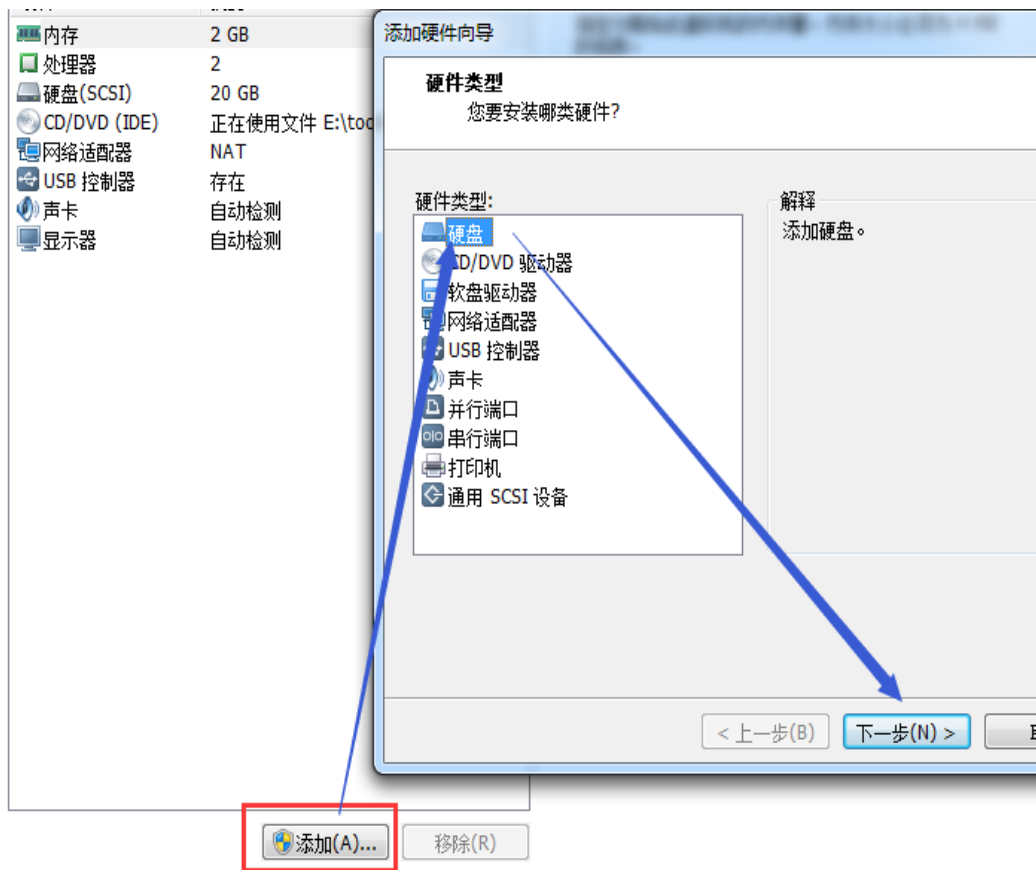 内存 2 GB
处理器 2
硬盘(SCSI) 20 GB
CD/DVD (IDE) 正在使用文件 E:\too
网络适配器 NAT
USB 控制器 存在
声卡 自动检测
显示器 自动检测
添加(A)... 移除(R)
添加硬件向导
硬件类型
您要安装哪类硬件?
硬件类型:
硬盘
CD/DVD 驱动器
软盘驱动器
网络适配器
USB 控制器
声卡
并行端口
串行端口
打印机
通用 SCSI 设备
解释
添加硬盘。
< 上一步(B) 下一步(N) >